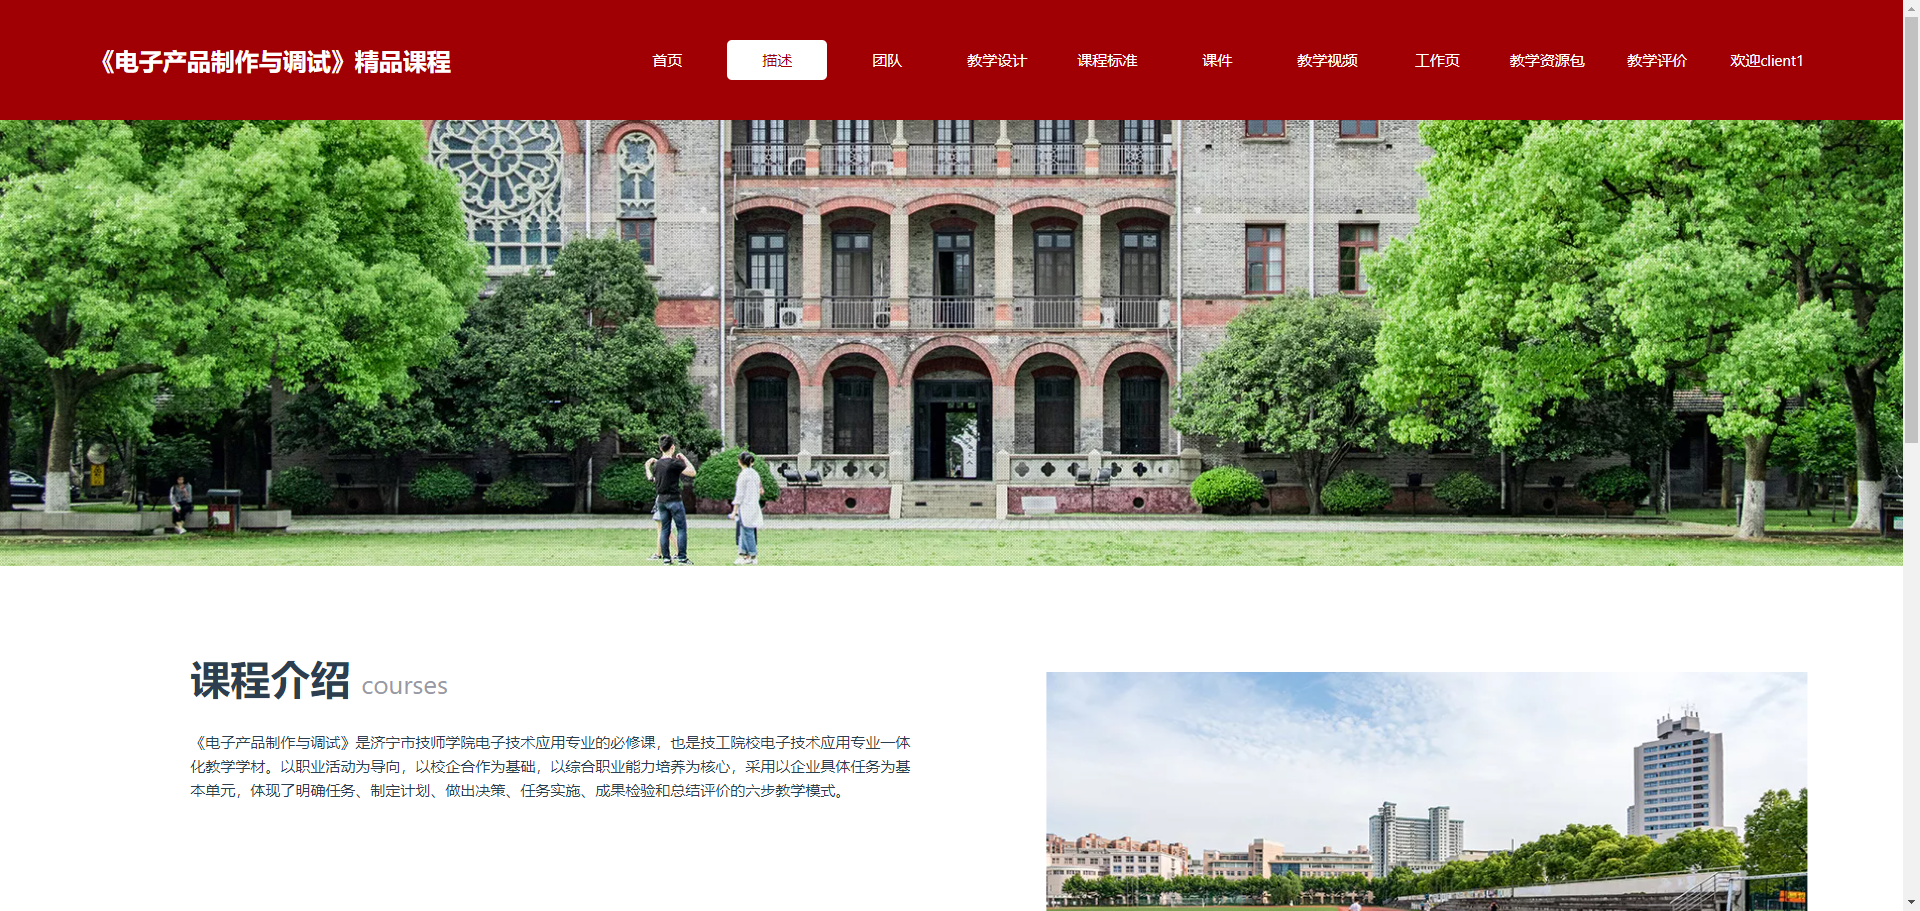 《电子产品制作与调试》精品课程
首页 描述 团队 教学设计 课程标准 课件 教学视频 工作页 教学资源包 教学评价 欢迎client1
课程介绍 courses
《电子产品制作与调试》是济宁市技师学院电子技术应用专业的必修课，也是技工院校电子技术应用专业一体
化教学学材。以职业活动为导向，以校企合作为基础，以综合职业能力培养为核心，采用以企业具体任务为基
本单元，体现了明确任务、制定计划、做出决策、任务实施、成果检验和总结评价的六步教学模式。